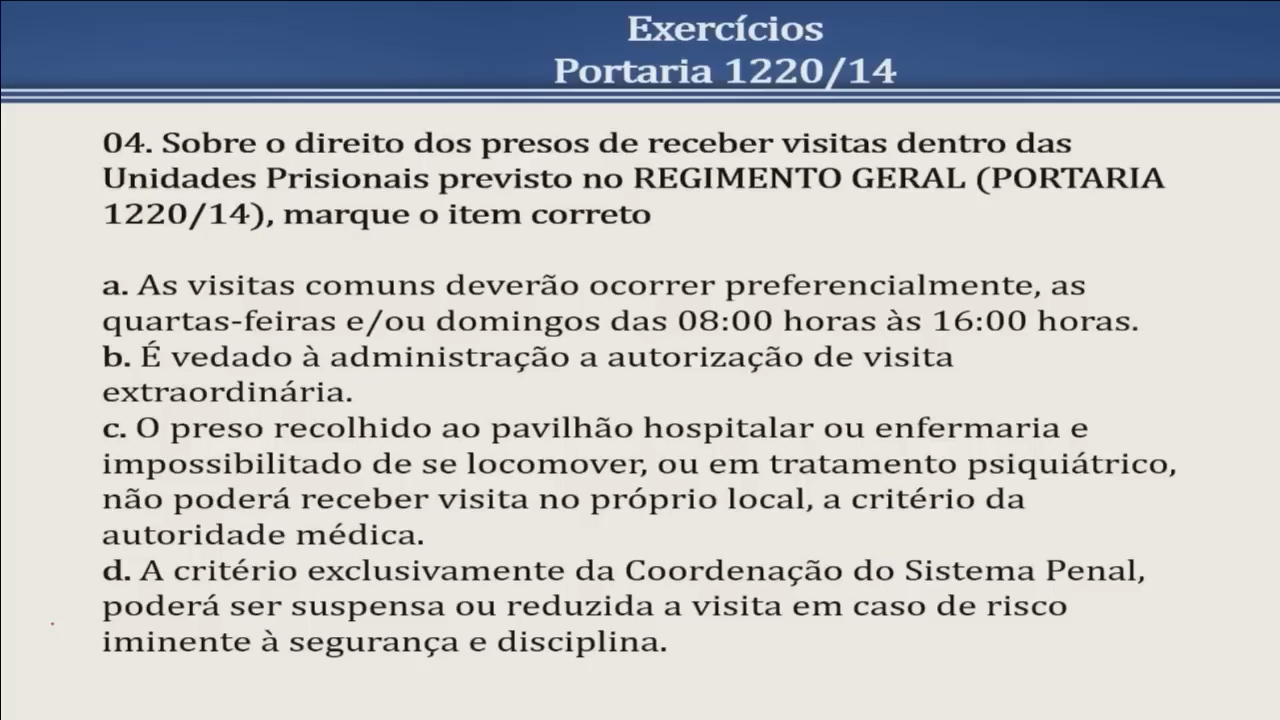 Exercícios
Portaria 1220/14
04. Sobre o direito dos presos de receber visitas dentro das
Unidades Prisionais previsto no REGIMENTO GERAL (PORTARIA
1220/14), marque o item correto
a. As visitas comuns deverão ocorrer preferencialmente, as
quartas-feiras e/ou domingos das 08:00 horas às 16:00 horas.
b. É vedado à administração a autorização de visita
extraordinária.
c. O preso recolhido ao pavilhão hospitalar ou enfermaria e
impossibilitado de se locomover, ou em tratamento psiquiátrico,
não poderá receber visita no próprio local, a critério da
autoridade médica.
d. A critério exclusivamente da Coordenação do Sistema Penal,
poderá ser suspensa ou reduzida a visita em caso de risco
iminente à segurança e disciplina.